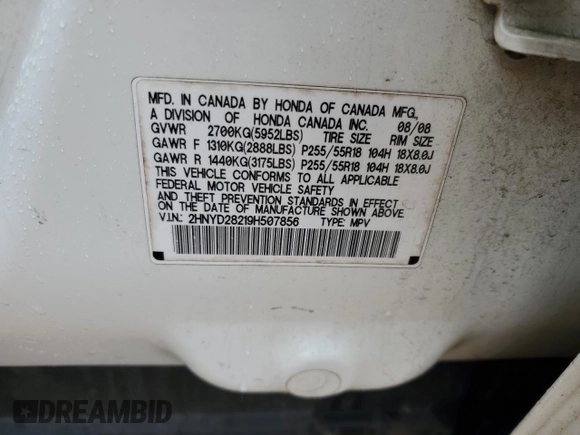 MFD. IN CANADA BY HONDA OF CANADA MFG.,
A DIVISION OF HONDA CANADA INC. 08/08
GVWR 2700KG(5952LBS) TIRE SIZE RIM SIZE
GAWR F 1310KG(2888LBS) P255/55R18 104H 18X8.0J
GAWR R 1440KG(3175LBS) P255/55R18 104H 18X8.0J
THIS VEHICLE CONFORMS TO ALL APPLICABLE
FEDERAL MOTOR VEHICLE SAFETY
AND THEFT PREVENTION STANDARDS IN EFFECT ON
THE DATE OF MANUFACTURE SHOWN ABOVE.
V.I.N.: 2HNYD28219H507856 TYPE: MPV
DREAMBID